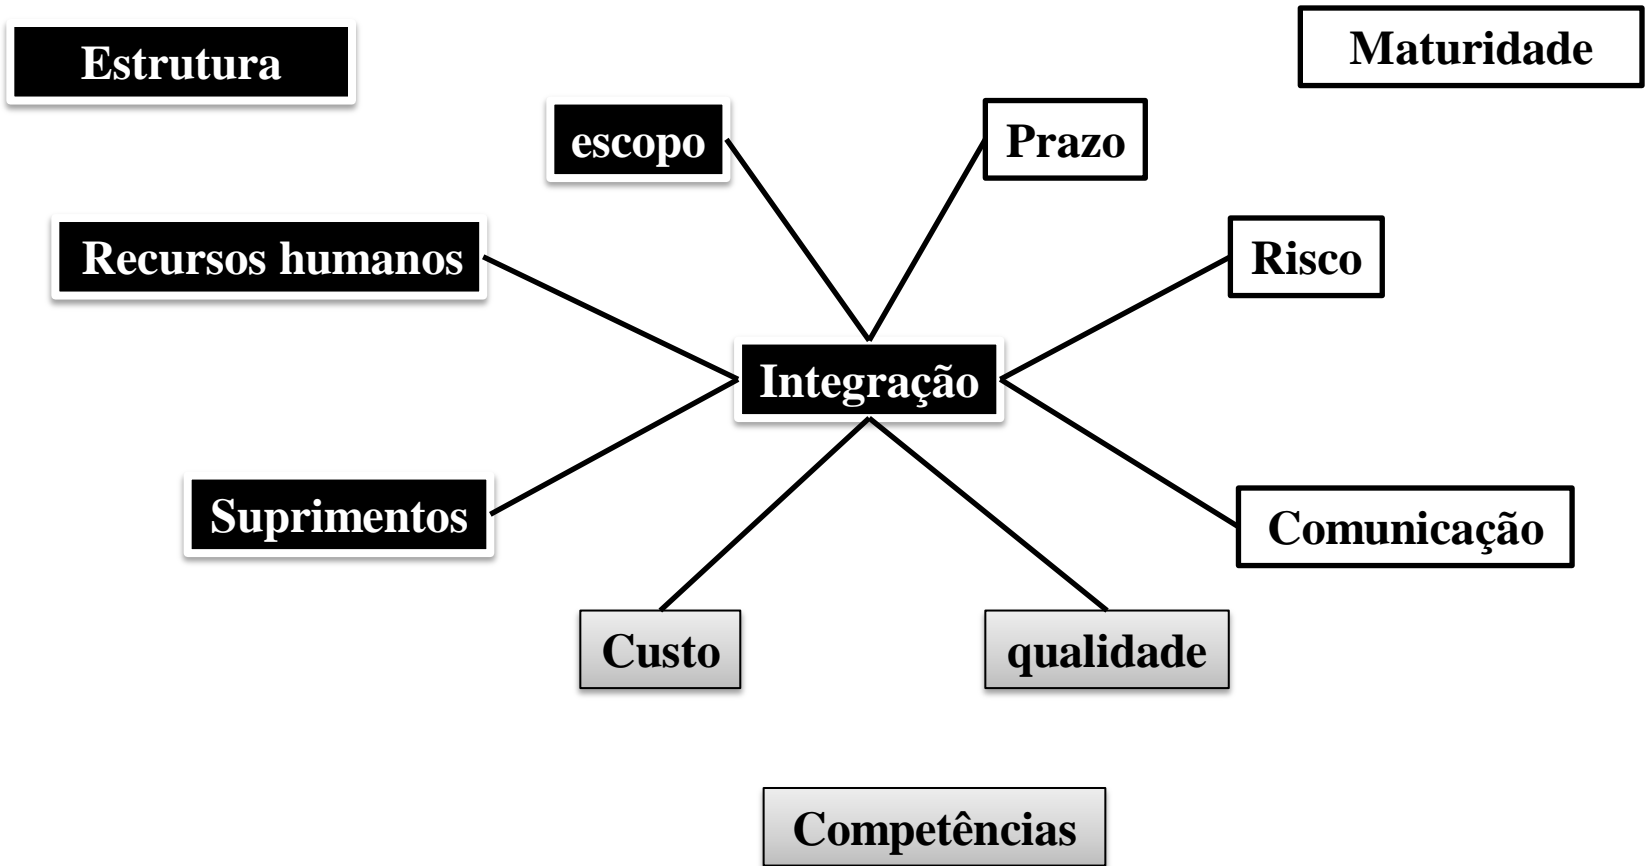 Estrutura
Maturidade
escopo
Prazo
Recursos humanos
Risco
Integração
Suprimentos
Comunicação
Custo
qualidade
Competências